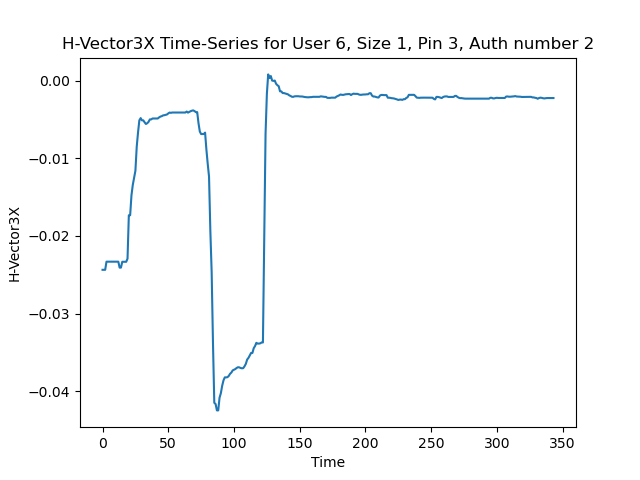 H-Vector3X Time-Series for User 6, Size 1, Pin 3, Auth number 2
0.00
−0.01
−0.02
−0.03
−0.04
H-Vector3X
0 50 100 150 200 250 300 350
Time